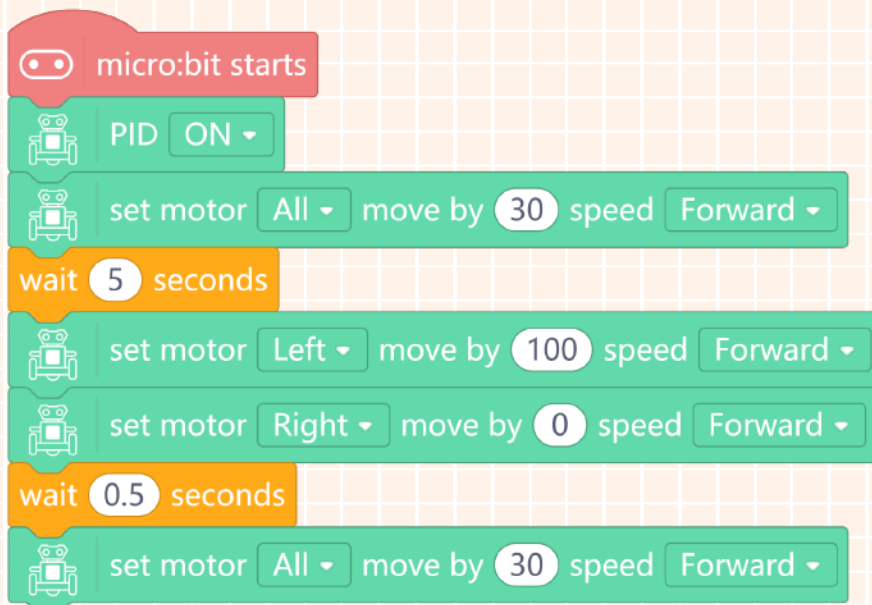 micro:bit starts
PID ON
set motor All move by 30 speed Forward
wait 5 seconds
set motor Left move by 100 speed Forward
set motor Right move by 0 speed Forward
wait 0.5 seconds
set motor All move by 30 speed Forward